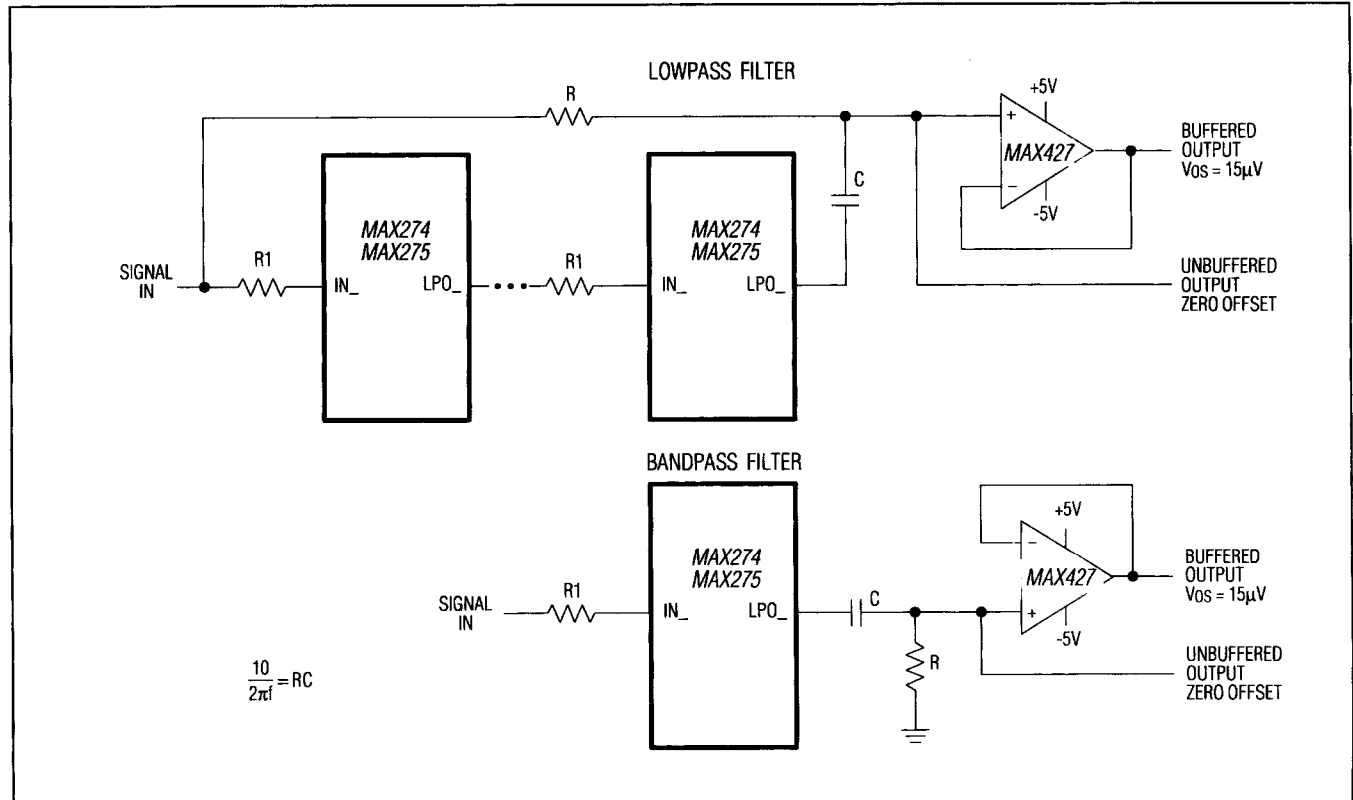 LOWPASS FILTER
R
+5V
+
MAX427
-
-5V
BUFFERED
OUTPUT
VOS = 15µV
C
MAX274
MAX275
MAX274
MAX275
SIGNAL
IN
R1
IN_
LPO_
R1
IN_
LPO_
UNBUFFERED
OUTPUT
ZERO OFFSET
BANDPASS FILTER
+5V
-
MAX427
+
-5V
BUFFERED
OUTPUT
VOS = 15µV
MAX274
MAX275
SIGNAL
IN
R1
IN_
LPO_
C
R
UNBUFFERED
OUTPUT
ZERO OFFSET
10
2πf
=RC